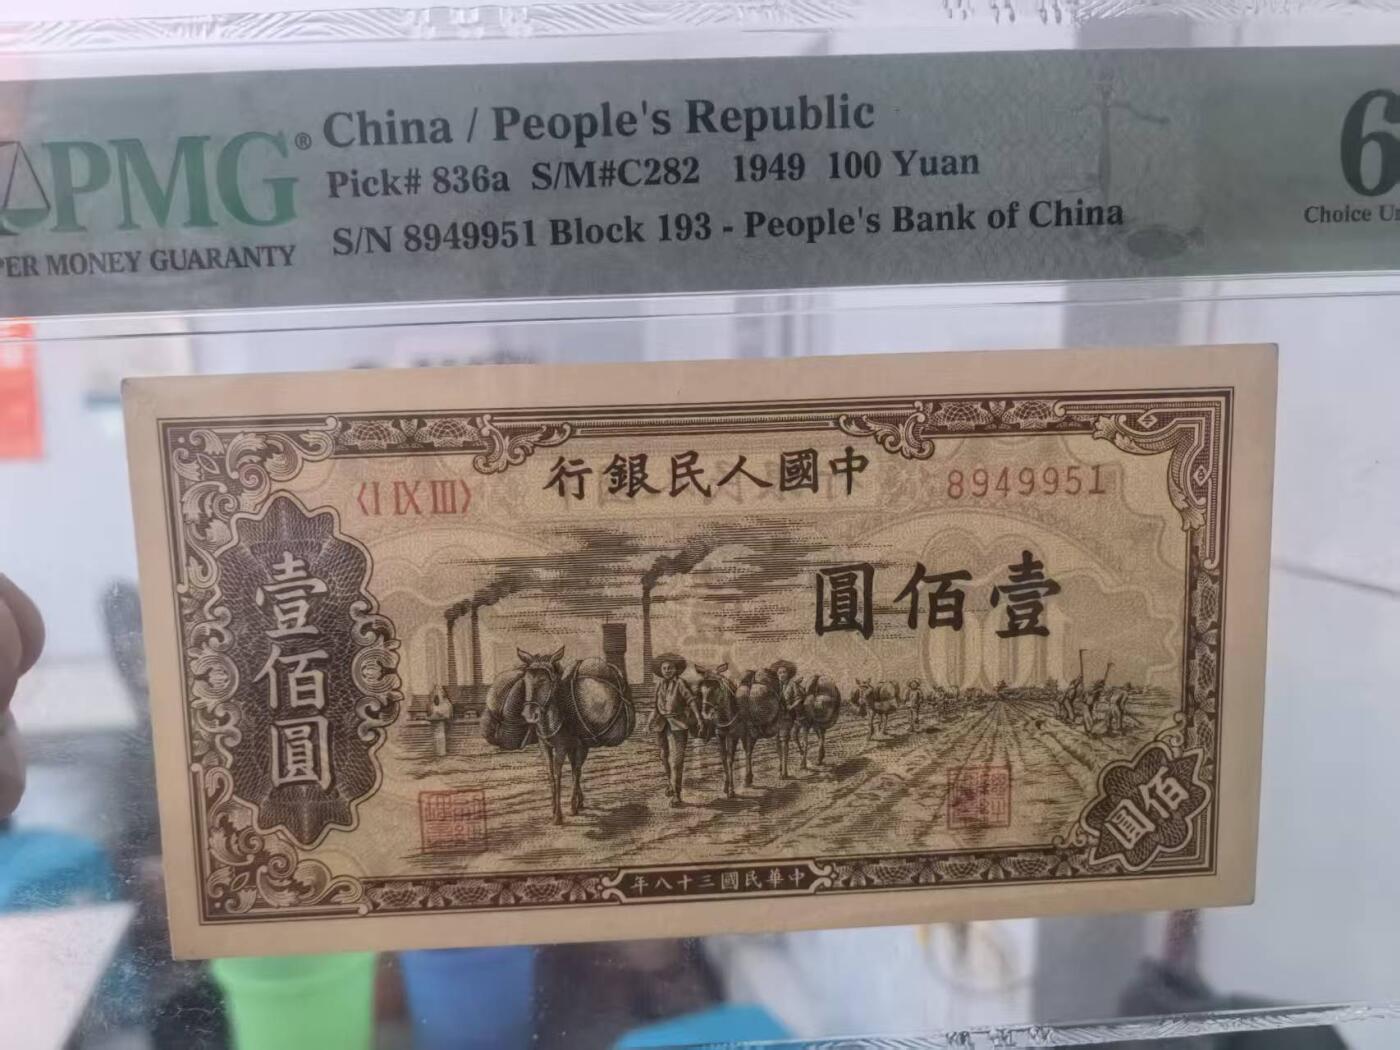 PMG®
PER MONEY GUARANTY
China / People's Republic
Pick# 836a S/M#C282 1949 100 Yuan
S/N 8949951 Block 193 - People's Bank of China
6
Choice
行銀民人國中
〈I IX III〉
8949951
圓佰壹
壹佰圓
佰圓
年八十三國民華中